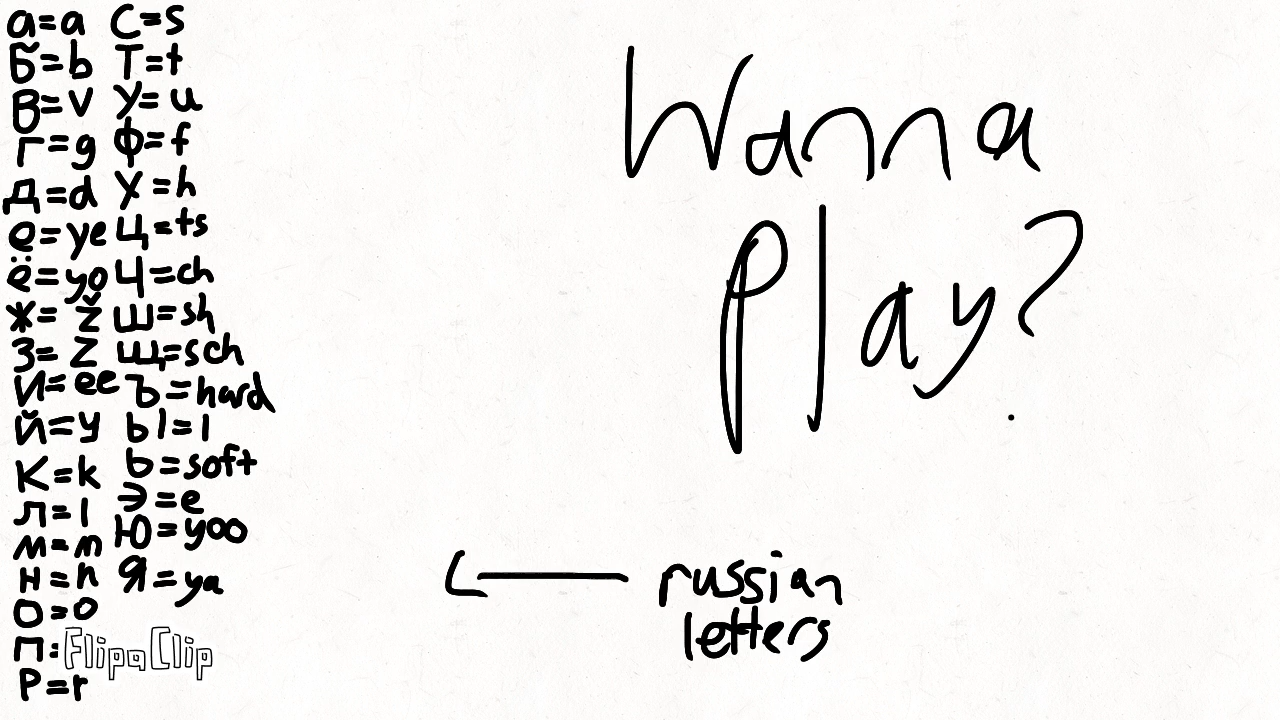 а=a
Б=b
В=v
г=g
Д=d
е=ye
ё=yo
Ж=ž
З=z
И=ee
Й=y
К=k
л=l
м=m
н=n
о=o
П=
Р=r
С=s
Т=t
У=u
Ф=f
Х=h
Ц=ts
Ч=ch
Ш=sh
Щ=sch
Ъ=hard
Ы=I
Ь=soft
Э=e
Ю=yoo
Я=ya
Wanna
Play?
russian
letters
FlipaClip